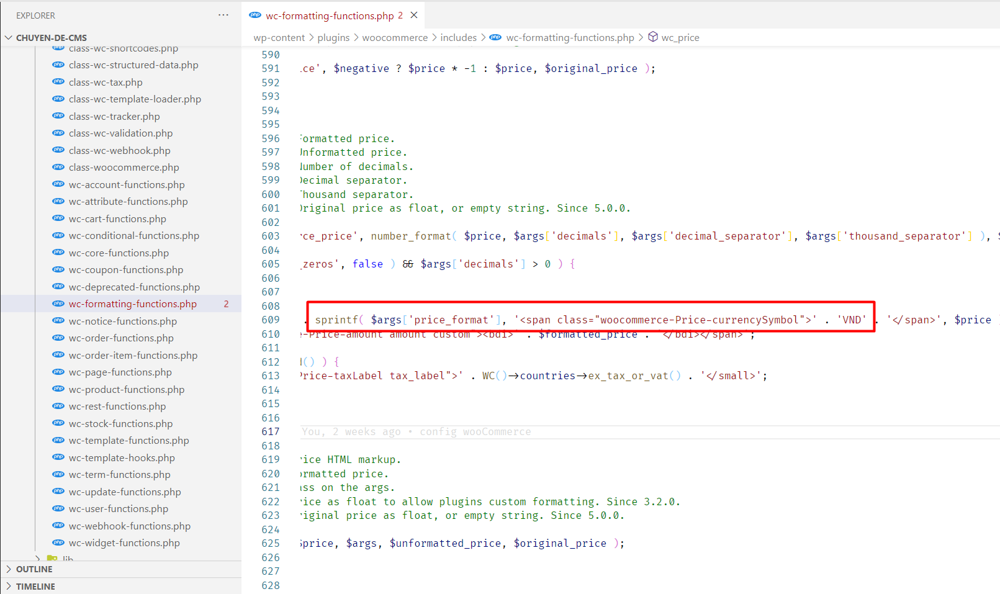 EXPLORER
···
CHUYEN-DE-CMS
class-wc-shortcodes.php
class-wc-structured-data.php
class-wc-tax.php
class-wc-template-loader.php
class-wc-tracker.php
class-wc-validation.php
class-wc-webhook.php
class-woocommerce.php
wc-account-functions.php
wc-attribute-functions.php
wc-cart-functions.php
wc-conditional-functions.php
wc-core-functions.php
wc-coupon-functions.php
wc-deprecated-functions.php
wc-formatting-functions.php 2
wc-notice-functions.php
wc-order-functions.php
wc-order-item-functions.php
wc-page-functions.php
wc-product-functions.php
wc-rest-functions.php
wc-stock-functions.php
wc-template-functions.php
wc-template-hooks.php
wc-term-functions.php
wc-update-functions.php
wc-user-functions.php
wc-webhook-functions.php
wc-widget-functions.php
lib
OUTLINE
TIMELINE
php wc-formatting-functions.php 2 ×
wp-content > plugins > woocommerce > includes > php wc-formatting-functions.php > wc_price
590
591 ce', $negative ? $price * -1 : $price, $original_price );
592
593
594
595
596 Formatted price.
597 Unformatted price.
598 Number of decimals.
599 Decimal separator.
600 Thousand separator.
601 Original price as float, or empty string. Since 5.0.0.
602
603 rce_price', number_format( $price, $args['decimals'], $args['decimal_separator'], $args['thousand_separator'] ), $
604
605 _zeros', false ) && $args['decimals'] > 0 ) {
606
607
608
609 . sprintf( $args['price_format'], '<span class="woocommerce-Price-currencySymbol">' . 'VND' . '</span>', $price )
610 e-Price-amount amount custom"><bdi>' . $formatted_price . '</bdi></span>';
611
612 d() ) {
613 Price-taxLabel tax_label">' . WC()->countries->ex_tax_or_vat() . '</small>';
614
615
616
617 You, 2 weeks ago • config wooCommerce
618
619 rice HTML markup.
620 ormatted price.
621 ass on the args.
622 rice as float to allow plugins custom formatting. Since 3.2.0.
623 riginal price as float, or empty string. Since 5.0.0.
624
625 $price, $args, $unformatted_price, $original_price );
626
627
628